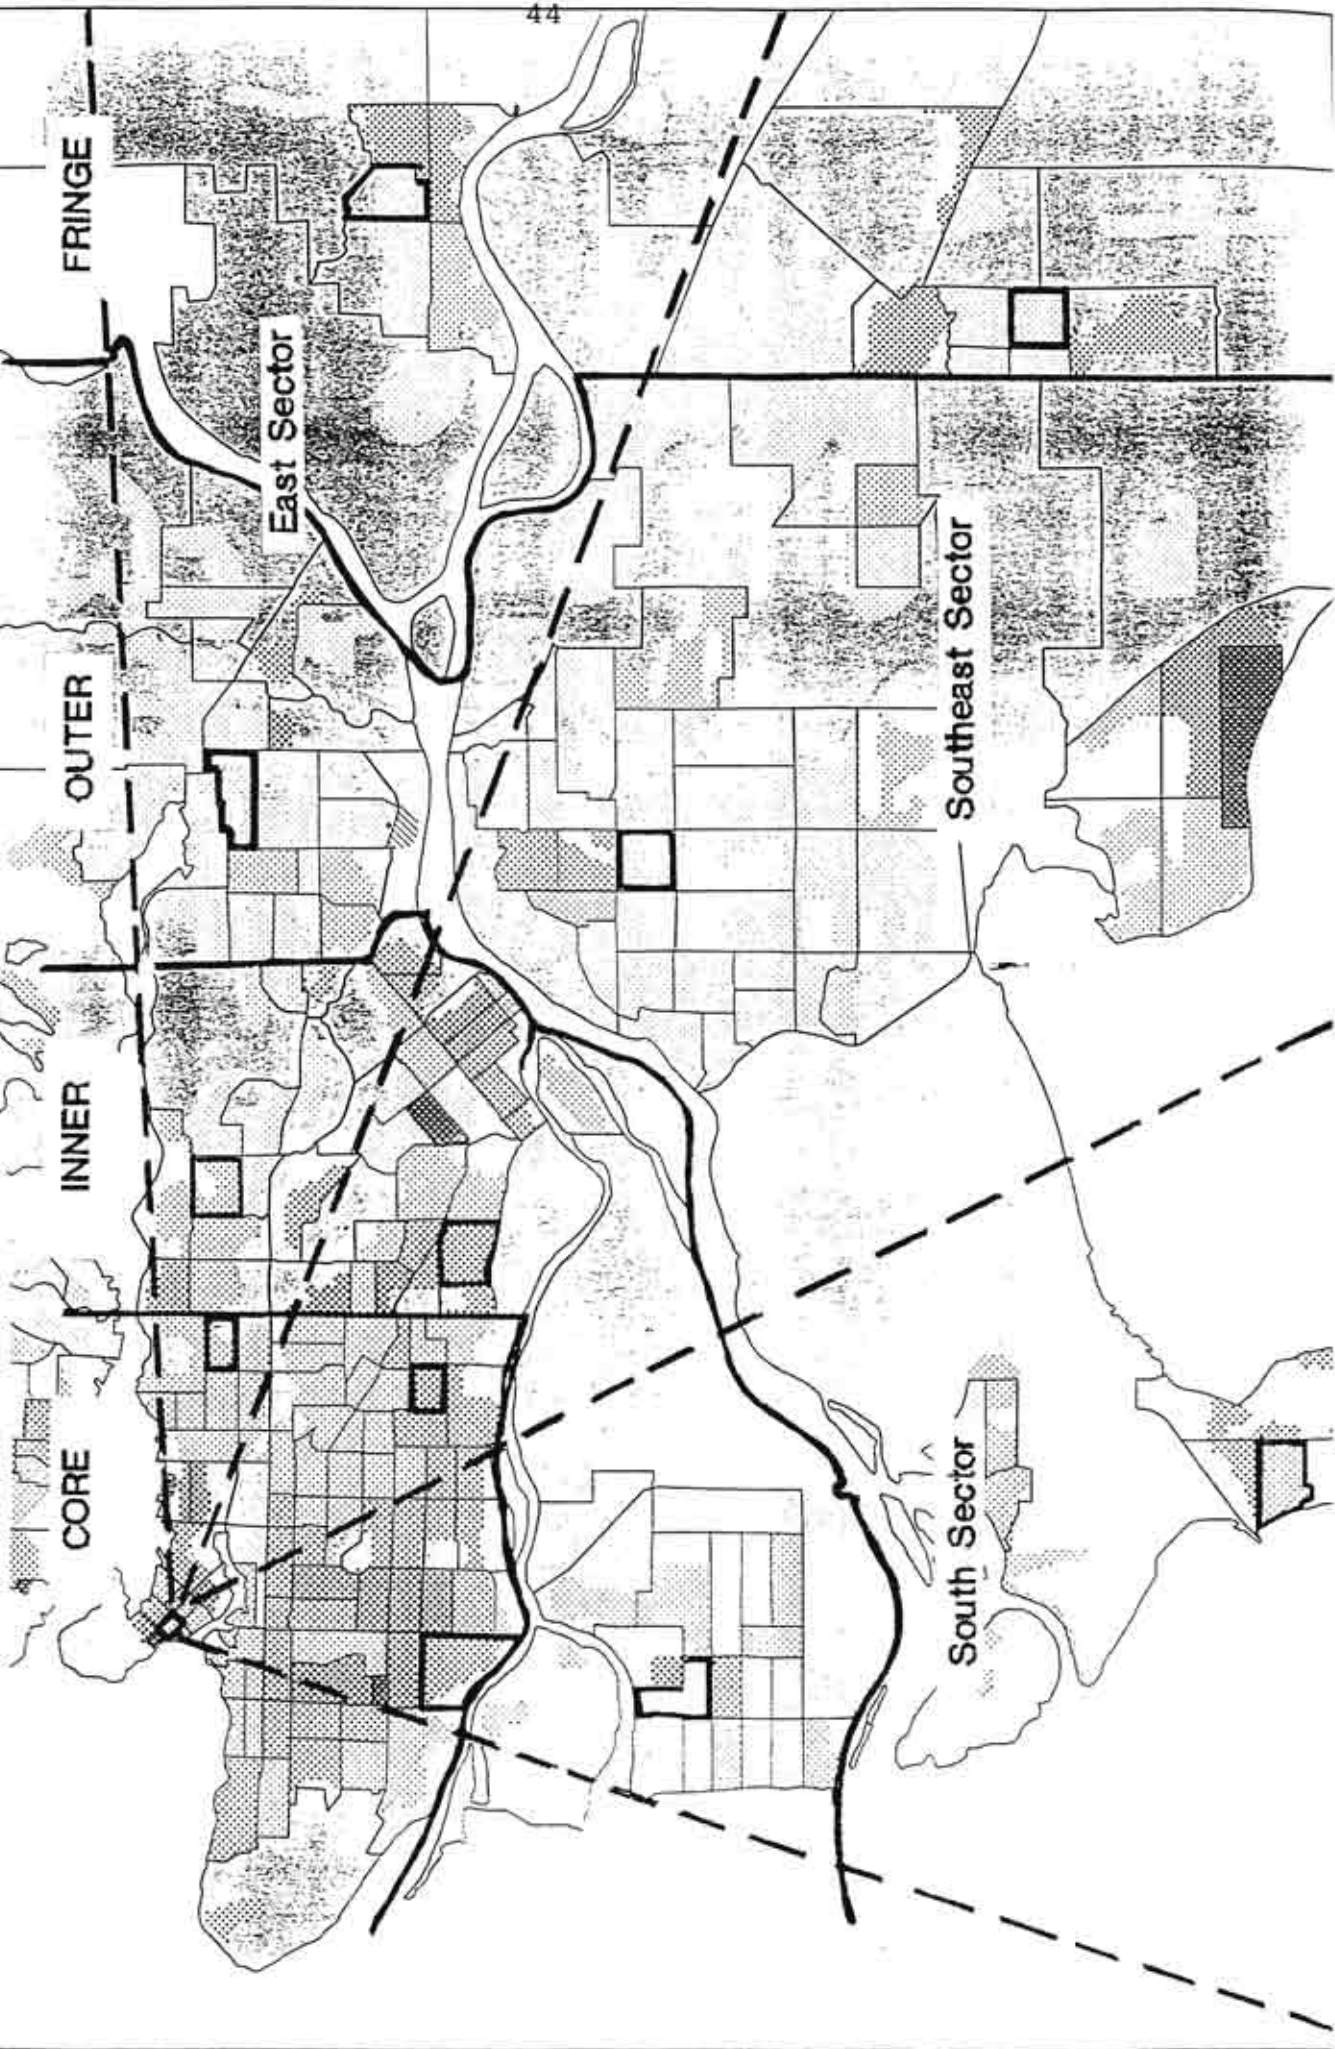 44
CORE
INNER
OUTER
FRINGE
East Sector
Southeast Sector
South Sector